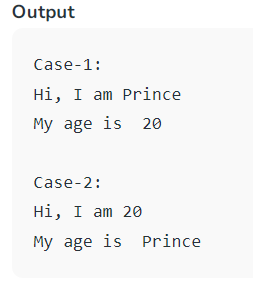 Output
Case-1:
Hi, I am Prince
My age is  20
Case-2:
Hi, I am 20
My age is  Prince